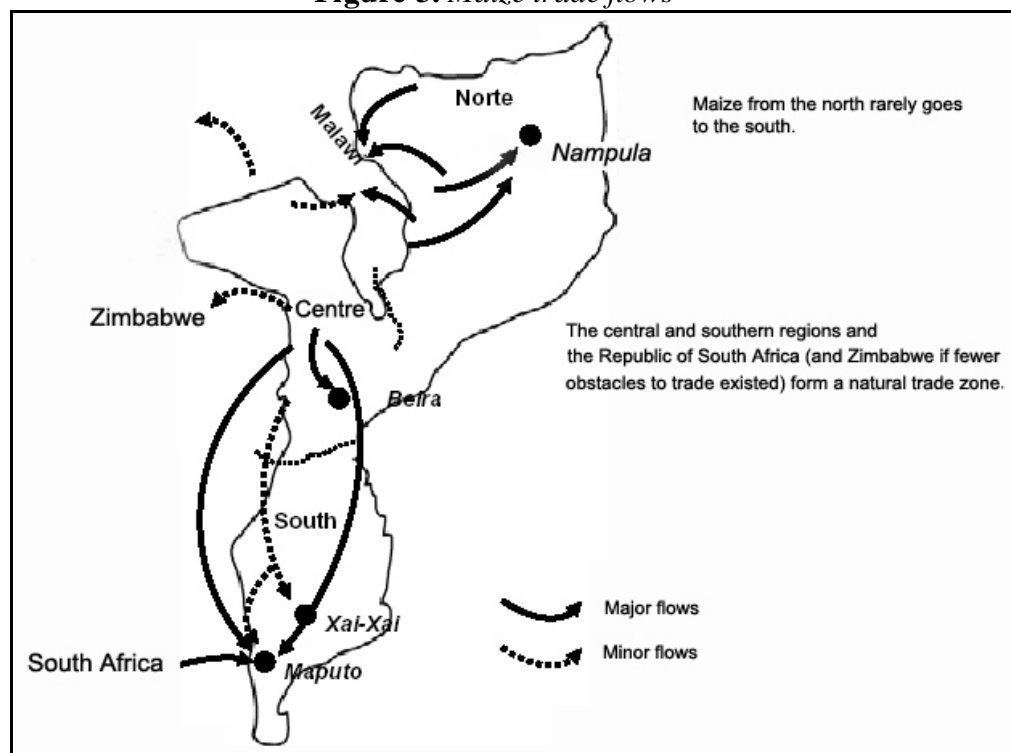 Figure 3. Maize trade flows
Norte
Maize from the north rarely goes
to the south.
Malawi
Nampula
Zimbabwe
Centre
The central and southern regions and
the Republic of South Africa (and Zimbabwe if fewer
obstacles to trade existed) form a natural trade zone.
Beira
South
Major flows
Xai-Xai
Minor flows
South Africa
Maputo